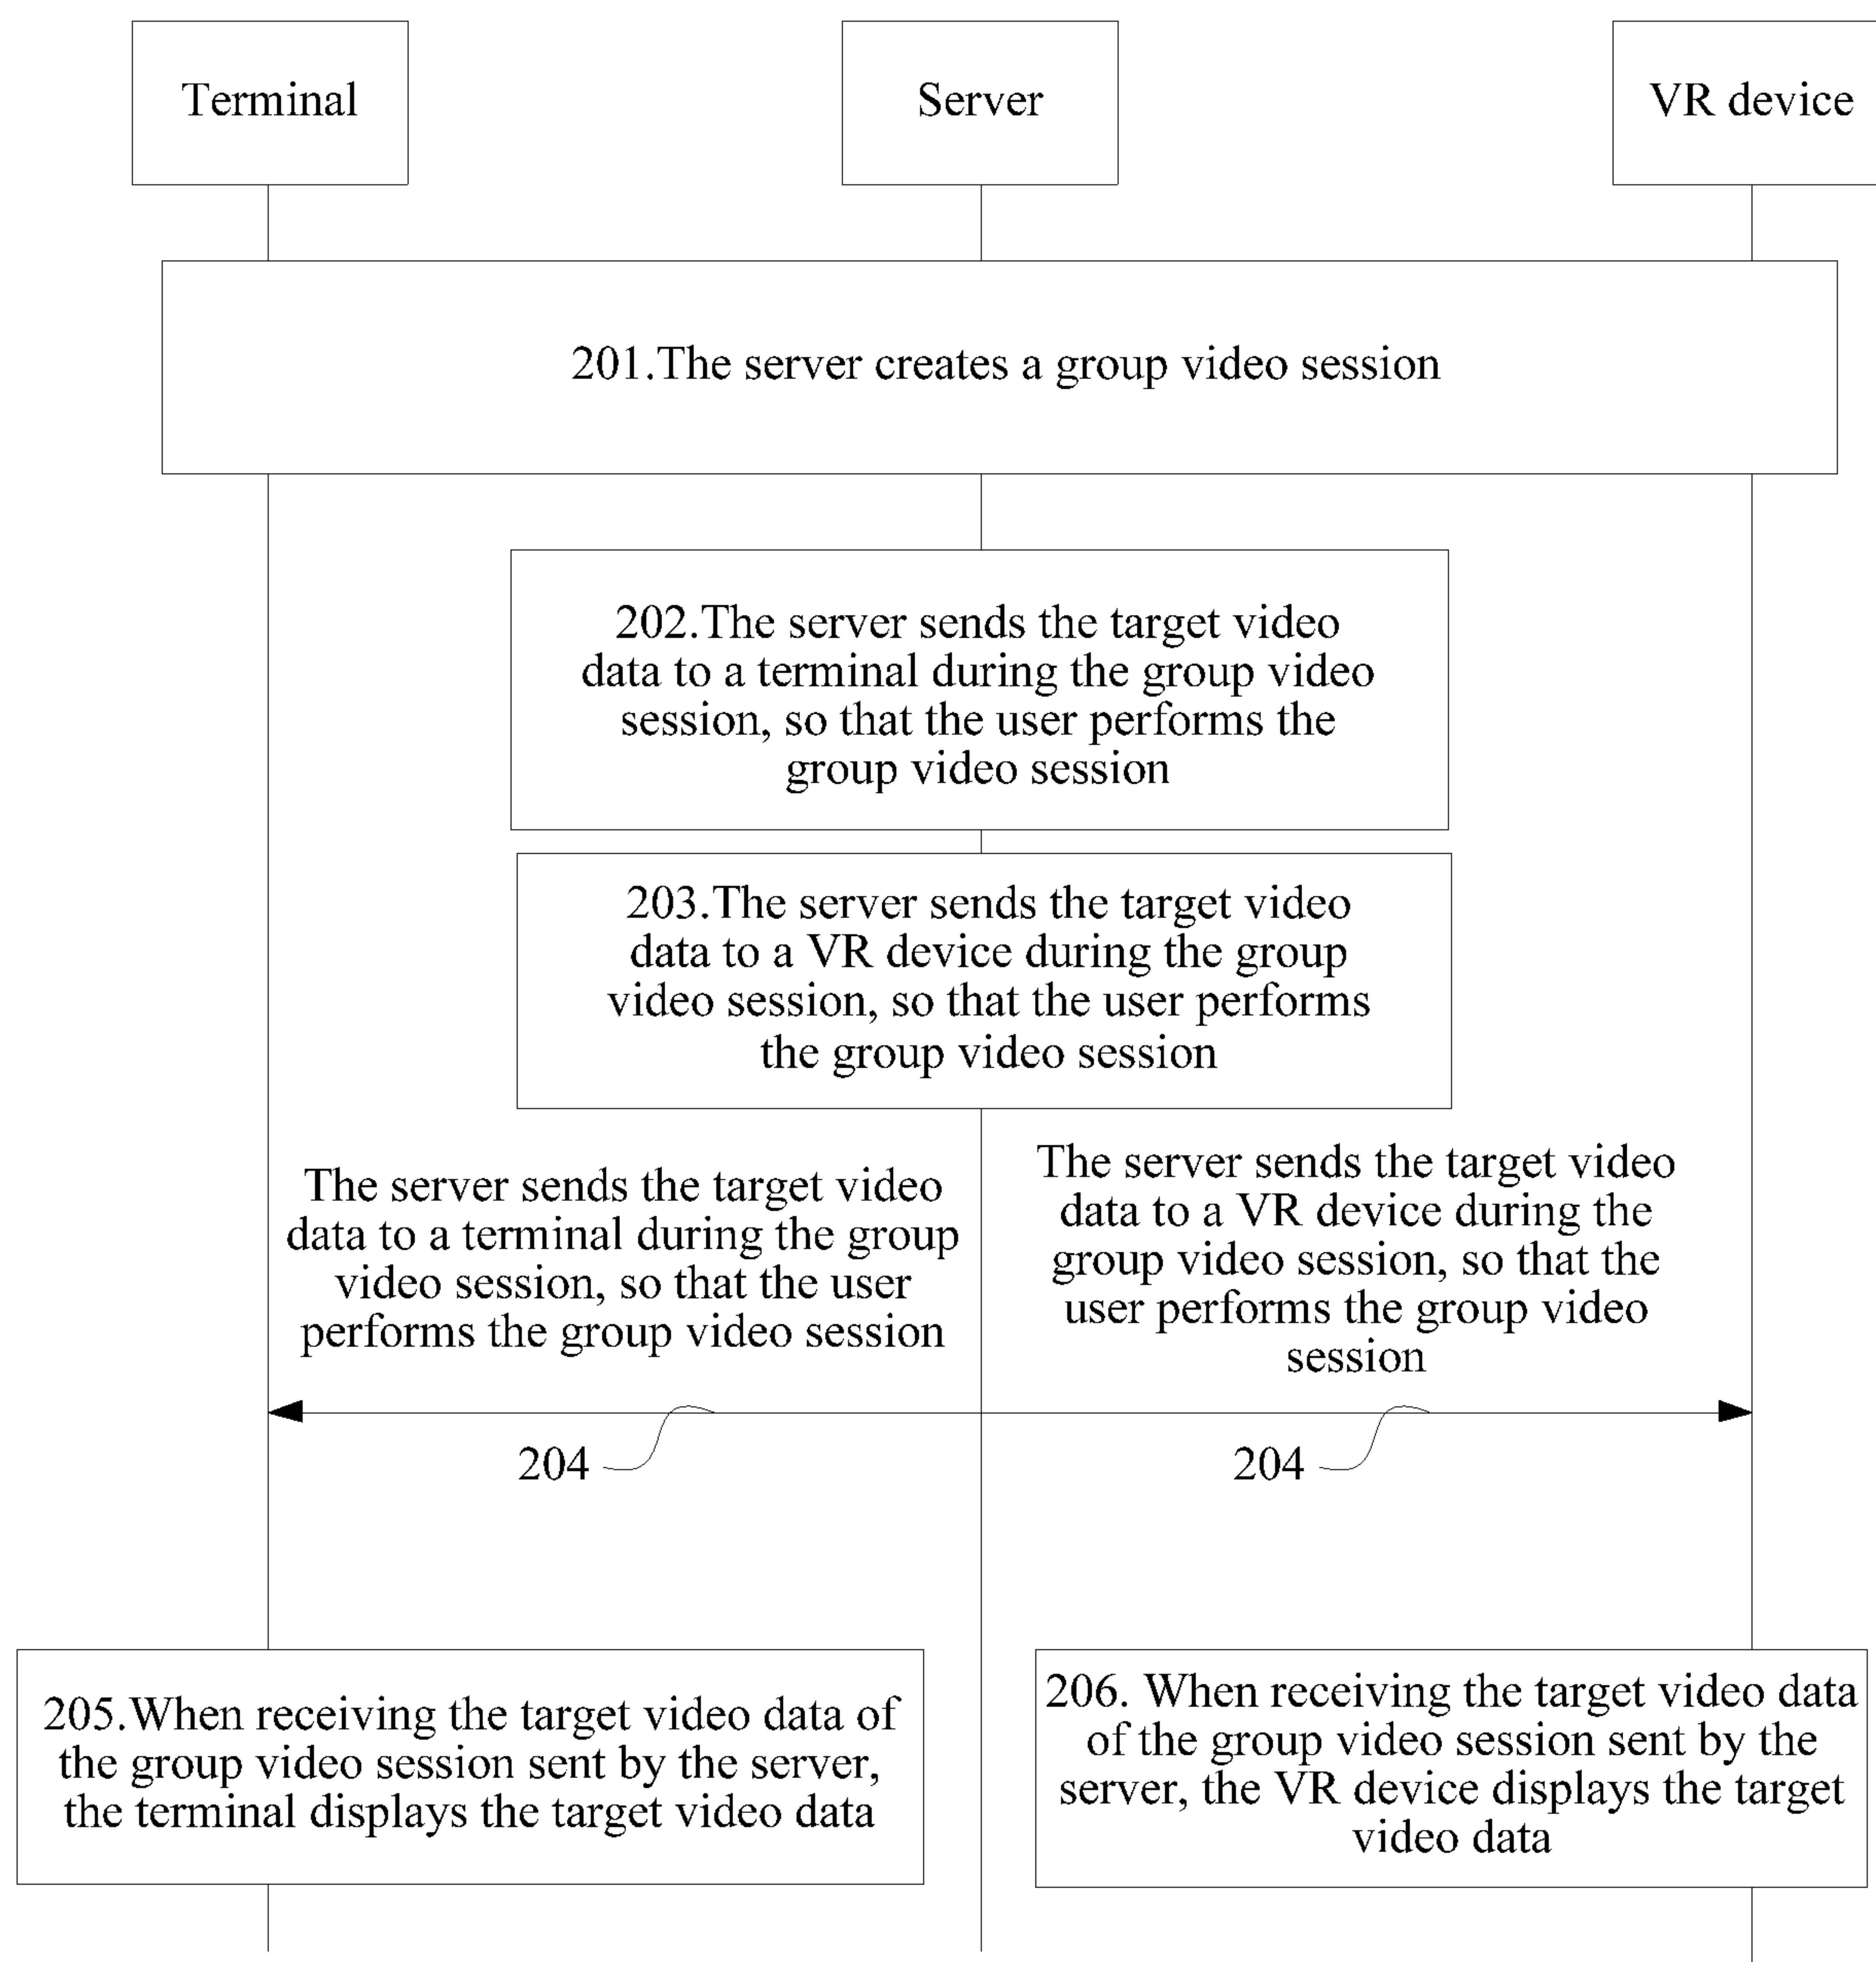 Terminal
Server
VR device
201.The server creates a group video session
202.The server sends the target video
data to a terminal during the group video
session, so that the user performs the
group video session
203.The server sends the target video
data to a VR device during the group
video session, so that the user performs
the group video session
The server sends the target video
data to a terminal during the group
video session, so that the user
performs the group video session
The server sends the target video
data to a VR device during the
group video session, so that the
user performs the group video
session
204
204
205.When receiving the target video data of
the group video session sent by the server,
the terminal displays the target video data
206. When receiving the target video data
of the group video session sent by the
server, the VR device displays the target
video data